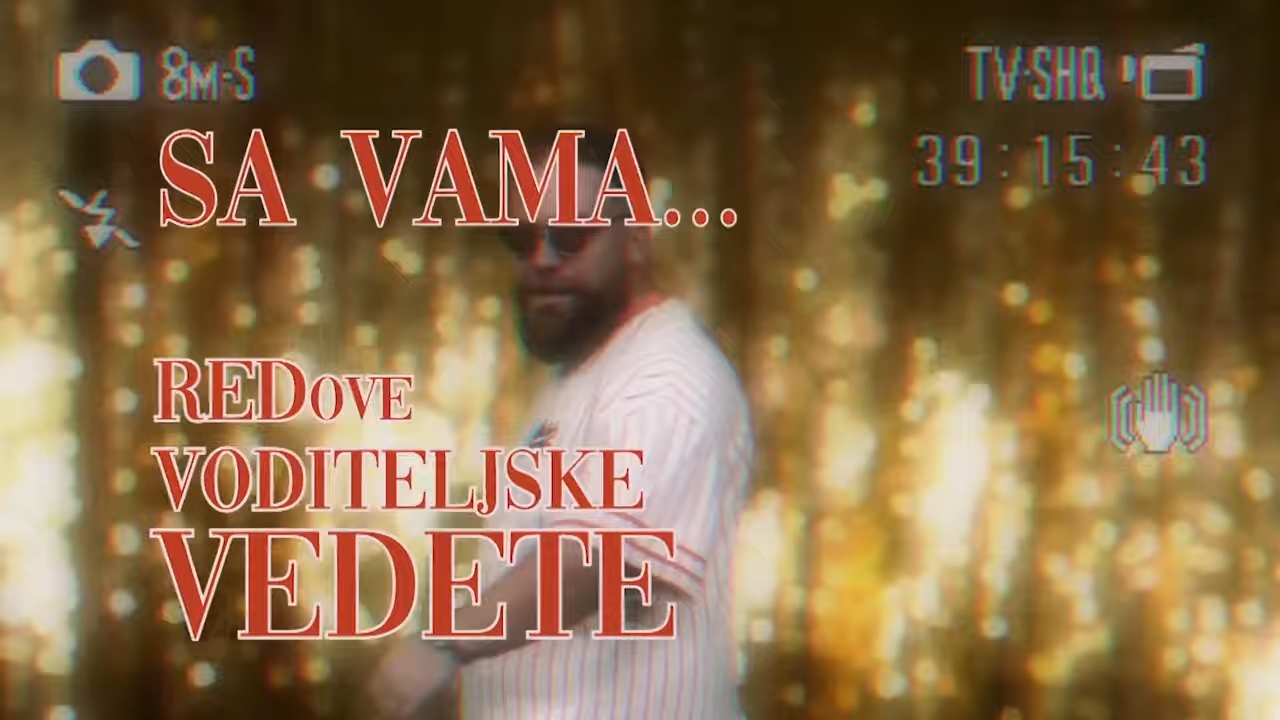 8M-S
TV-SHQ
39:15:43
SA VAMA...
REDOVE
VODITELJSKE
VEDETE